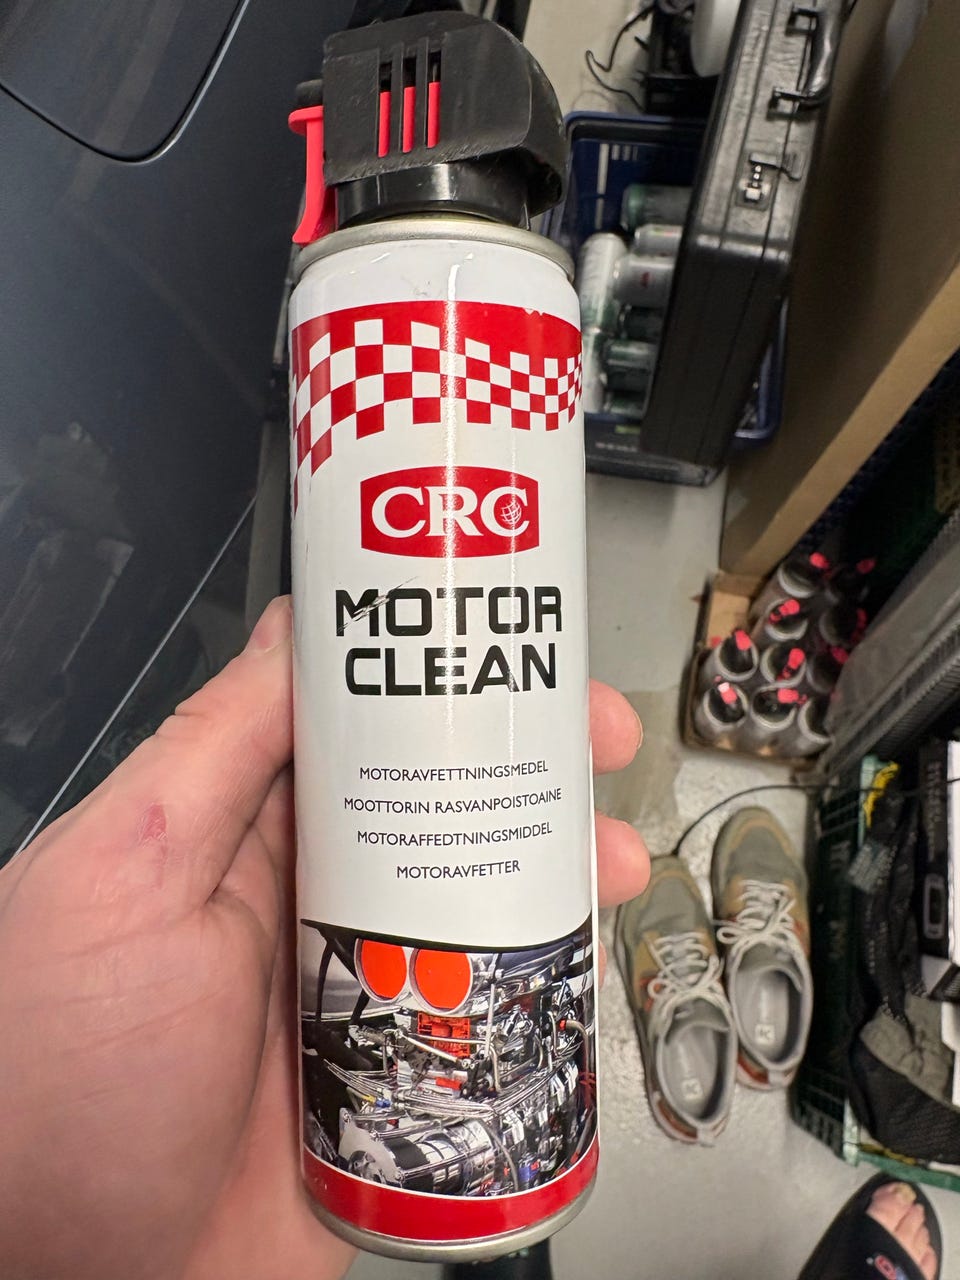 CRC
MOTOR
CLEAN
MOTORAVFETTNINGSMEDEL
MOOTTORIN RASVANPOISTOAINE
MOTORAFFEDTNINGSMIDDEL
MOTORAVFETTER